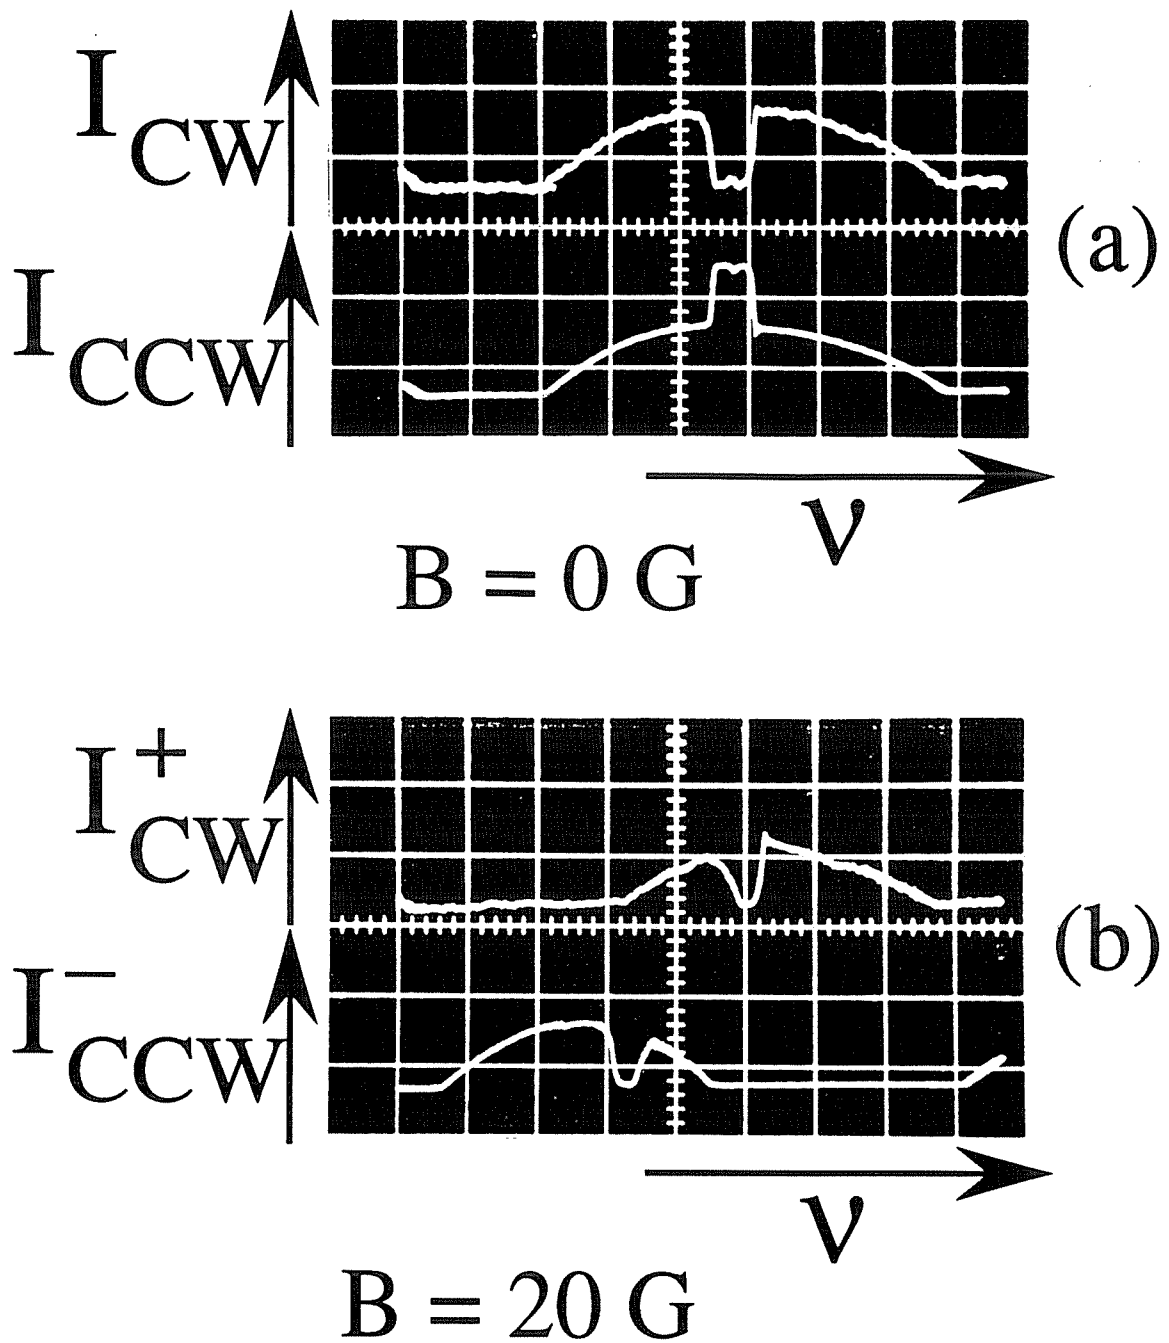 I_CW
(a)
I_CCW
ν
B = 0 G
I^+_CW
(b)
I^-_CCW
ν
B = 20 G